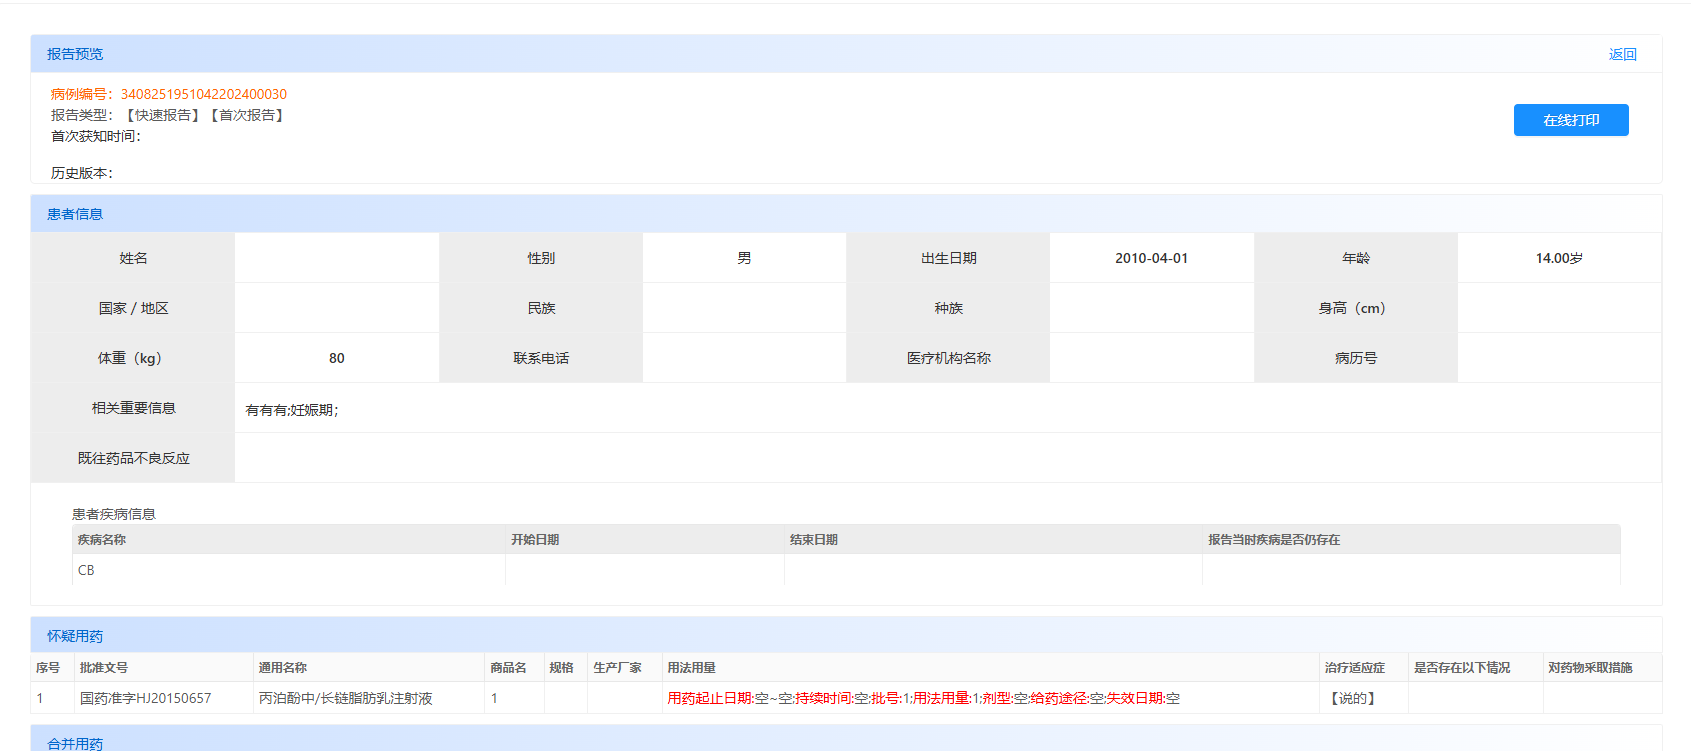 报告预览 返回
病例编号：3408251951042202400030
报告类型：【快速报告】【首次报告】
在线打印
首次获知时间：
历史版本：
患者信息
姓名 性别 男 出生日期 2010-04-01 年龄 14.00岁
国家 / 地区 民族 种族 身高（cm）
体重（kg） 80 联系电话 医疗机构名称 病历号
相关重要信息 有有有;妊娠期；
既往药品不良反应
患者疾病信息
疾病名称 开始日期 结束日期 报告当时疾病是否仍存在
CB
怀疑用药
序号 批准文号 通用名称 商品名 规格 生产厂家 用法用量 治疗适应症 是否存在以下情况 对药物采取措施
1 国药准字HJ20150657 丙泊酚中/长链脂肪乳注射液 1 用药起止日期:空~空;持续时间:空;批号:1;用法用量:1;剂型:空;给药途径:空;失效日期:空 【说的】
合并用药